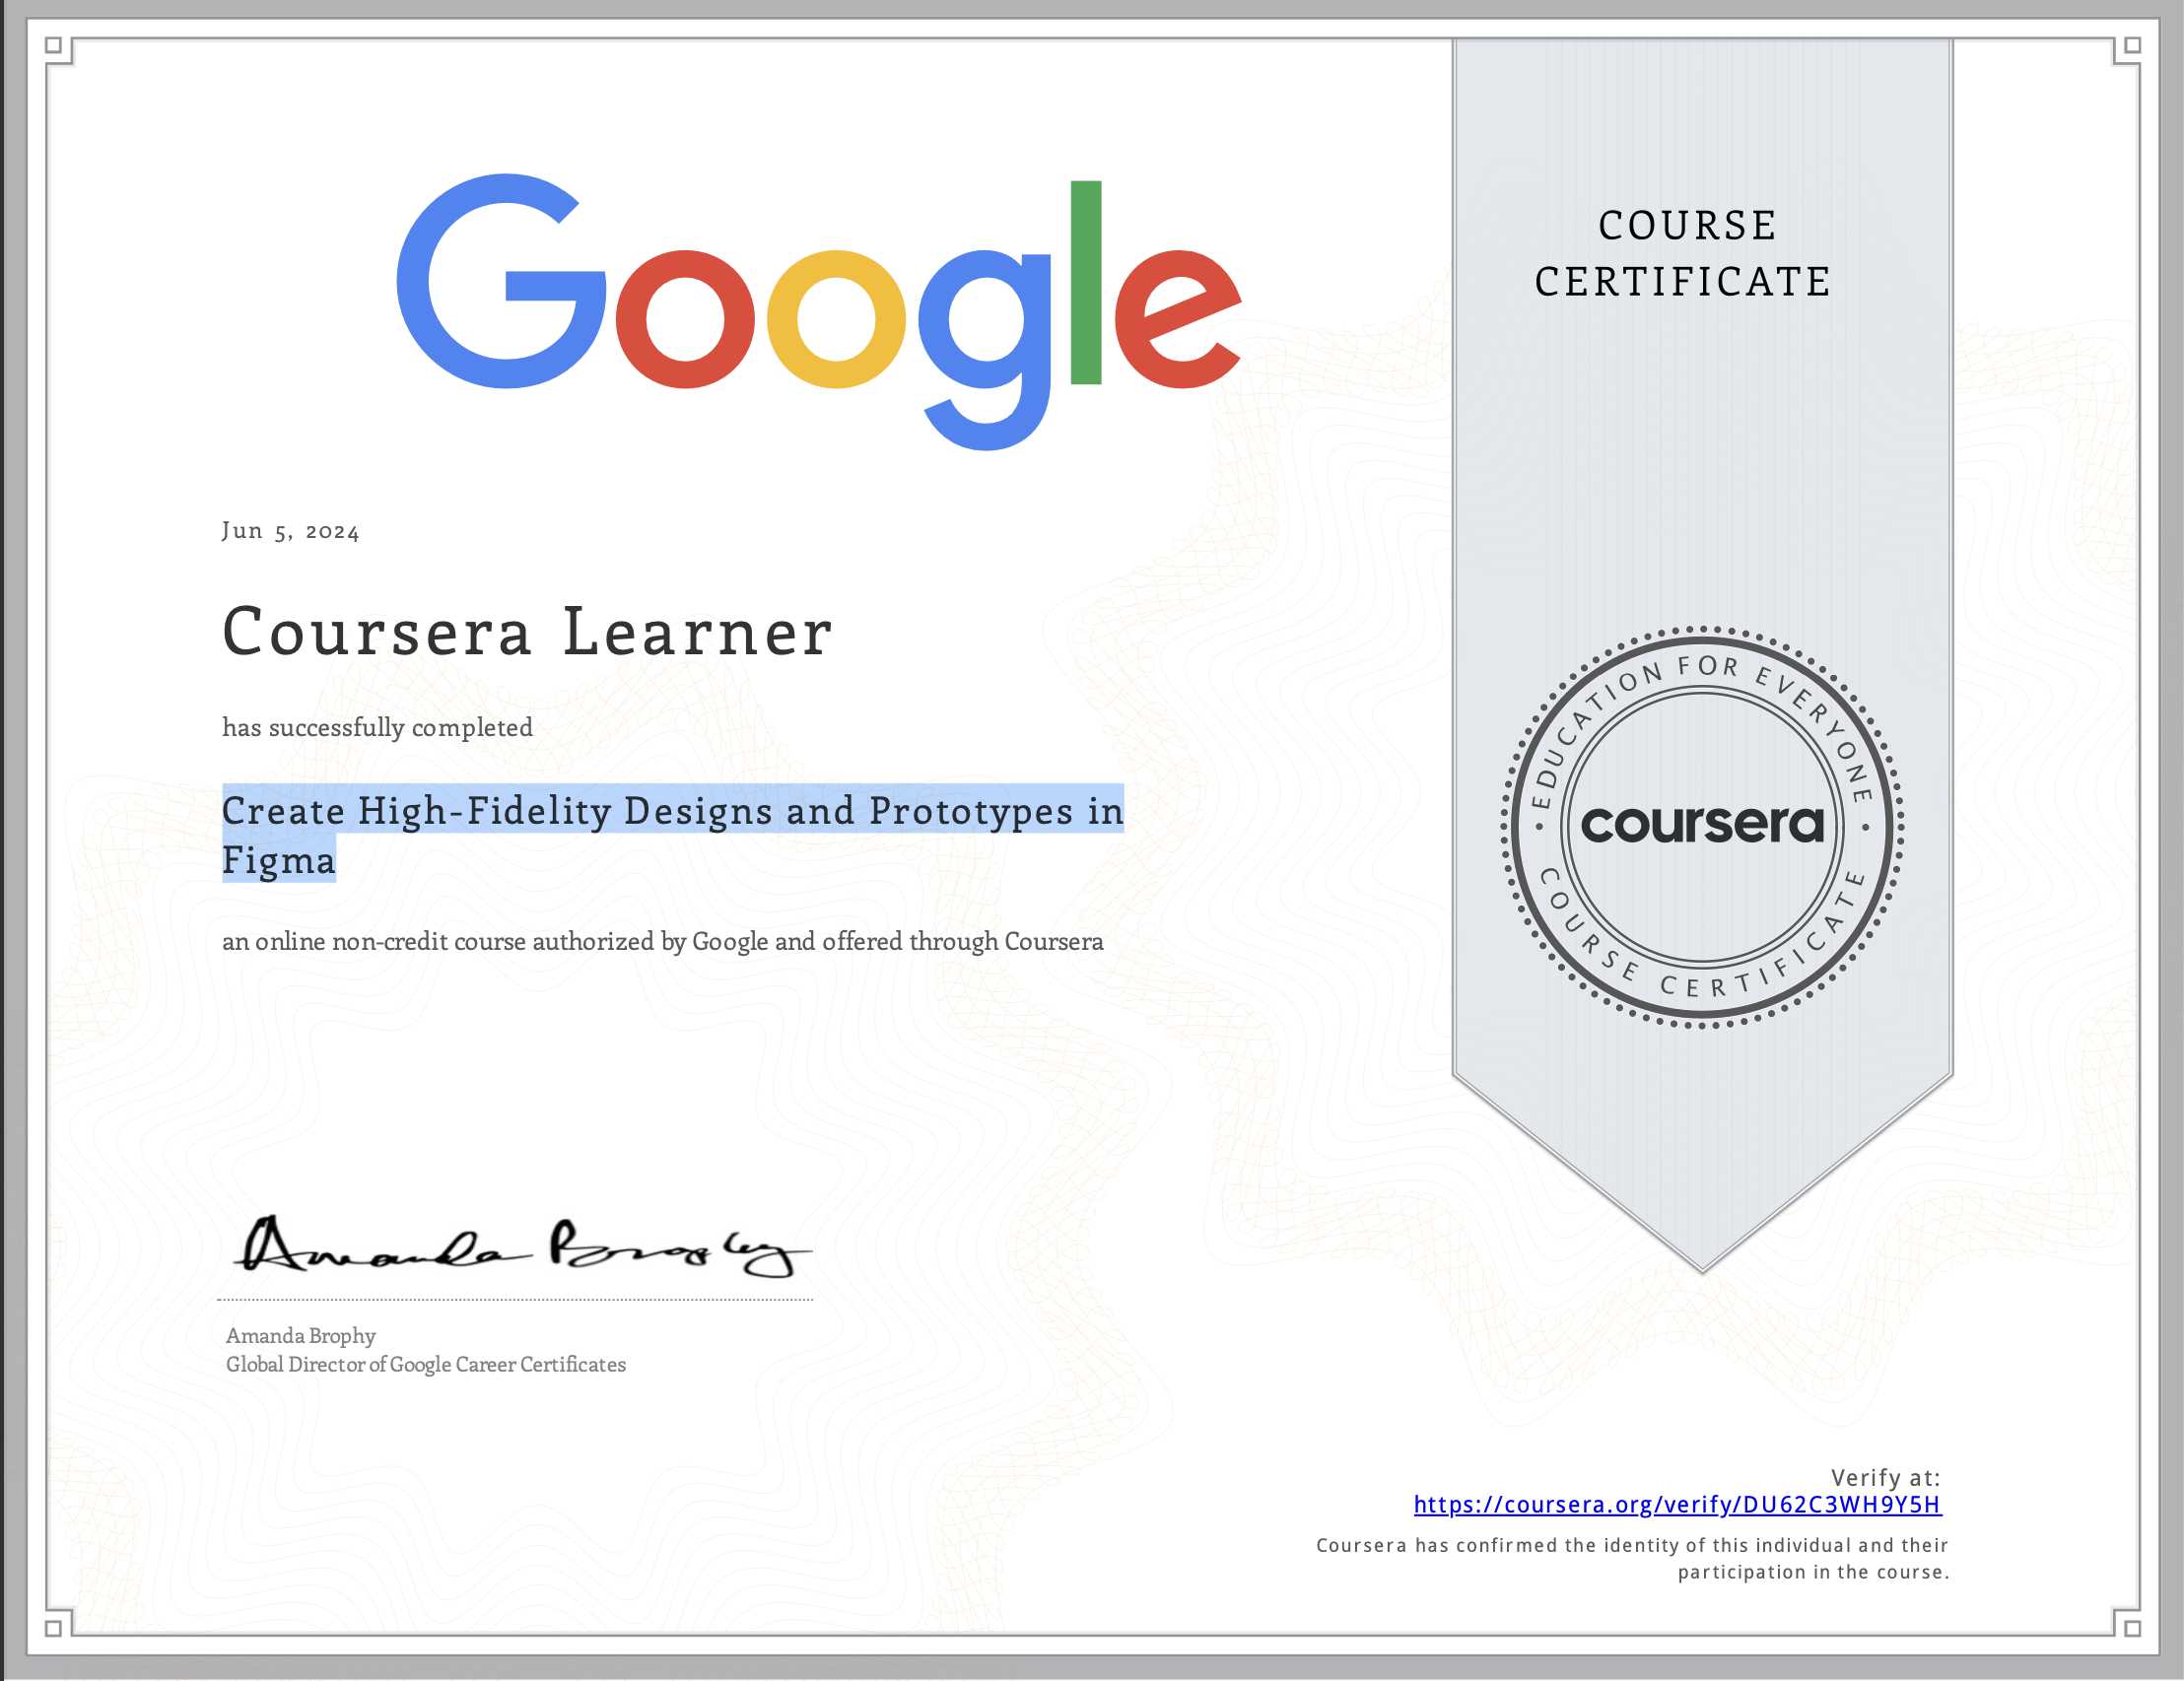 Google
COURSE
CERTIFICATE
Jun 5, 2024
Coursera Learner
has successfully completed
Create High-Fidelity Designs and Prototypes in
Figma
an online non-credit course authorized by Google and offered through Coursera
EDUCATION FOR EVERYONE
coursera
COURSE CERTIFICATE
Amanda Brophy
Amanda Brophy
Global Director of Google Career Certificates
Verify at:
https://coursera.org/verify/DU62C3WH9Y5H
Coursera has confirmed the identity of this individual and their
participation in the course.